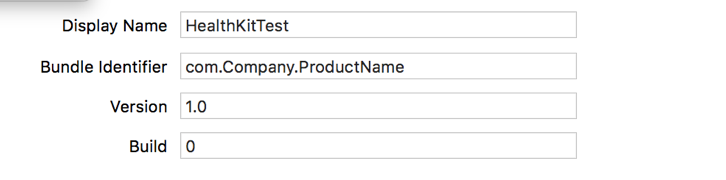 Display Name HealthKitTest
Bundle Identifier com.Company.ProductName
Version 1.0
Build 0